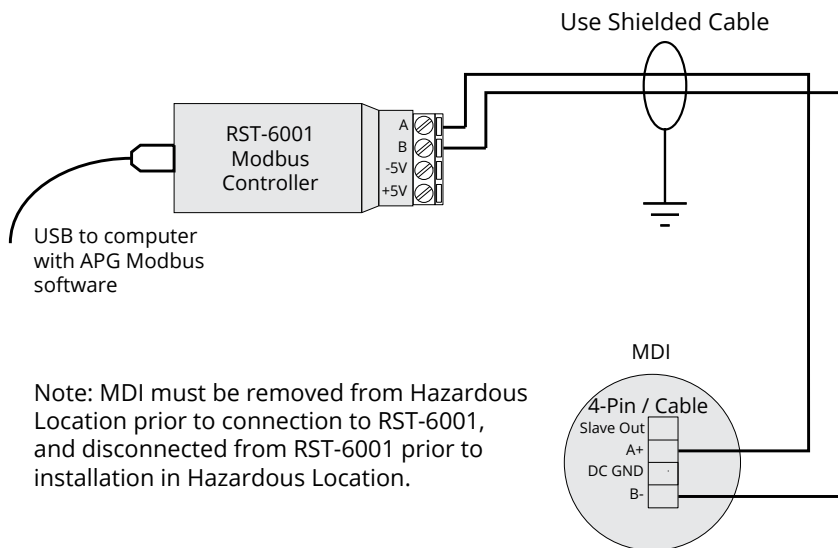 Use Shielded Cable
RST-6001
Modbus
Controller
A
B
-5V
+5V
USB to computer
with APG Modbus
software
Note: MDI must be removed from Hazardous
Location prior to connection to RST-6001,
and disconnected from RST-6001 prior to
installation in Hazardous Location.
MDI
4-Pin / Cable
Slave Out
A+
DC GND
B-